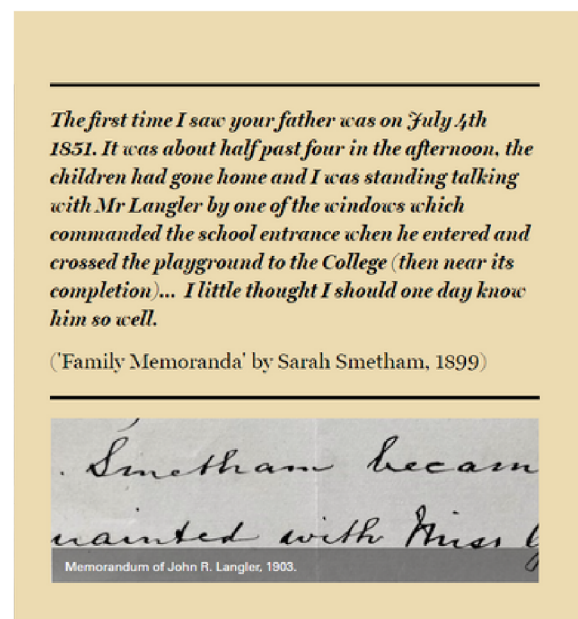 The first time I saw your father was on July 4th
1851. It was about half past four in the afternoon, the
children had gone home and I was standing talking
with Mr Langler by one of the windows which
commanded the school entrance when he entered and
crossed the playground to the College (then near its
completion)... I little thought I should one day know
him so well.
('Family Memoranda' by Sarah Smetham, 1899)
. Smetham becam
uainted with Miss G
Memorandum of John R. Langler, 1903.